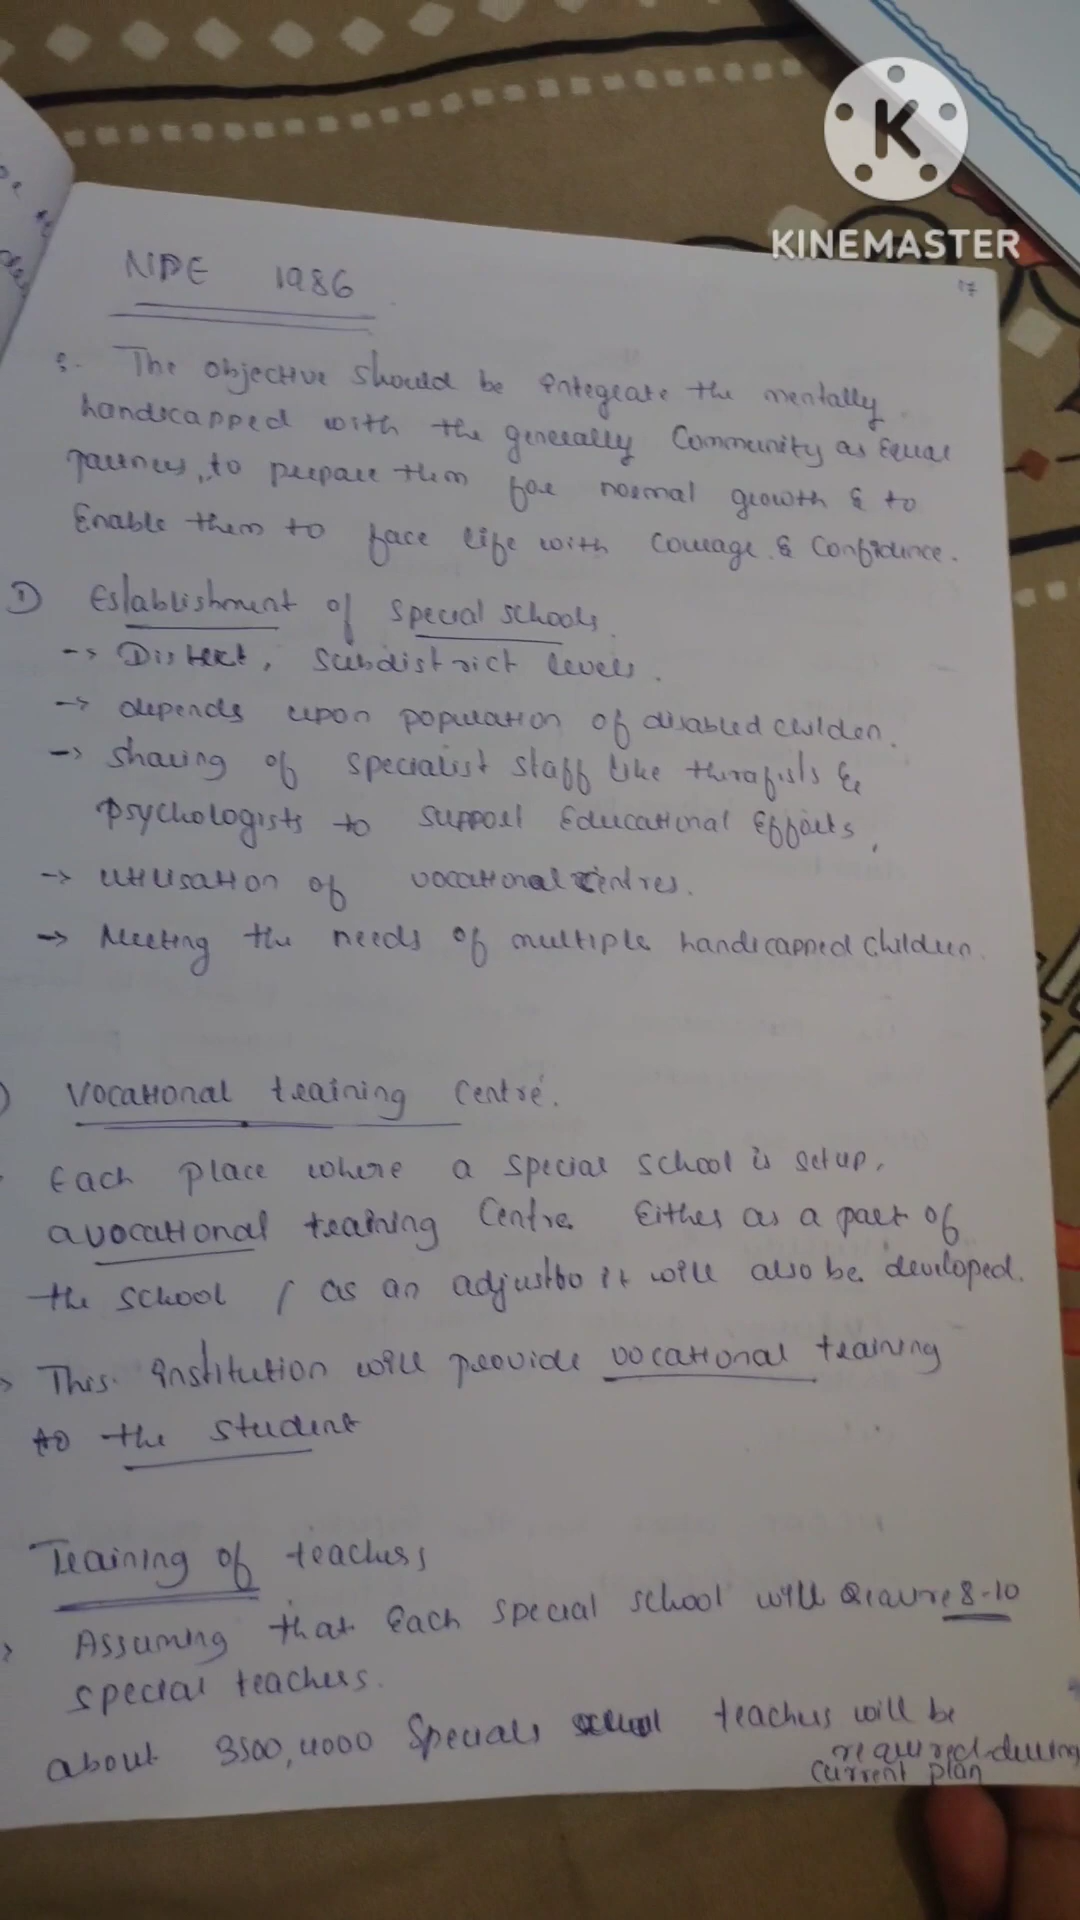 KINEMASTER
NPE 1986
17
The objective should be integrate the mentally
handicapped with the generally Community as Equal
partners, to prepare them for normal growth & to
Enable them to face life with courage & Confidence.
1) Establishment of special schools.
-> District, Subdistrict levels.
-> depends upon population of disabled children.
-> sharing of specialist staff like therapists &
psychologists to support Educational Efforts,
-> utilisation of vocational centres.
-> Meeting the needs of multiple handicapped children.
) Vocational training Centre.
Each place where a special school is setup,
a vocational training Centre Either as a part of
the school / as an it will also be developed.
> This institution will provide vocational training
to the student
Training of teachers
> Assuming that Each special school will 8-10
special teachers.
about 3500, 4000 Specials school teachers will be
required during
current plan